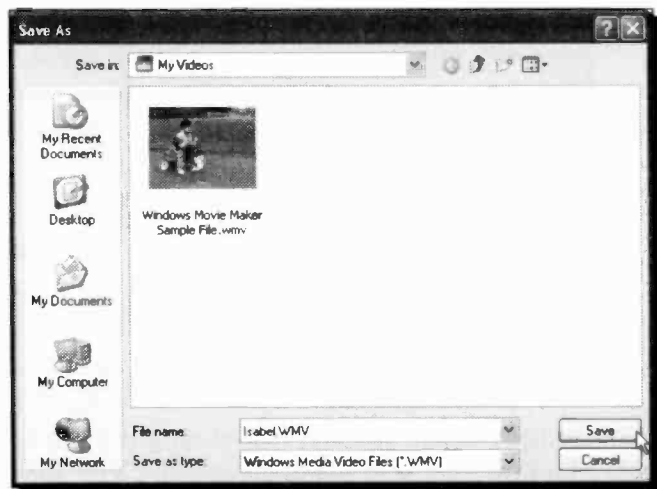 Save As
Save in: My Videos
My Recent
Documents
Desktop
My Documents
My Computer
My Network
Windows Movie Maker
Sample File.wmv
File name: Isabel.WMV
Save as type: Windows Media Video Files (*.WMV)
Save
Cancel